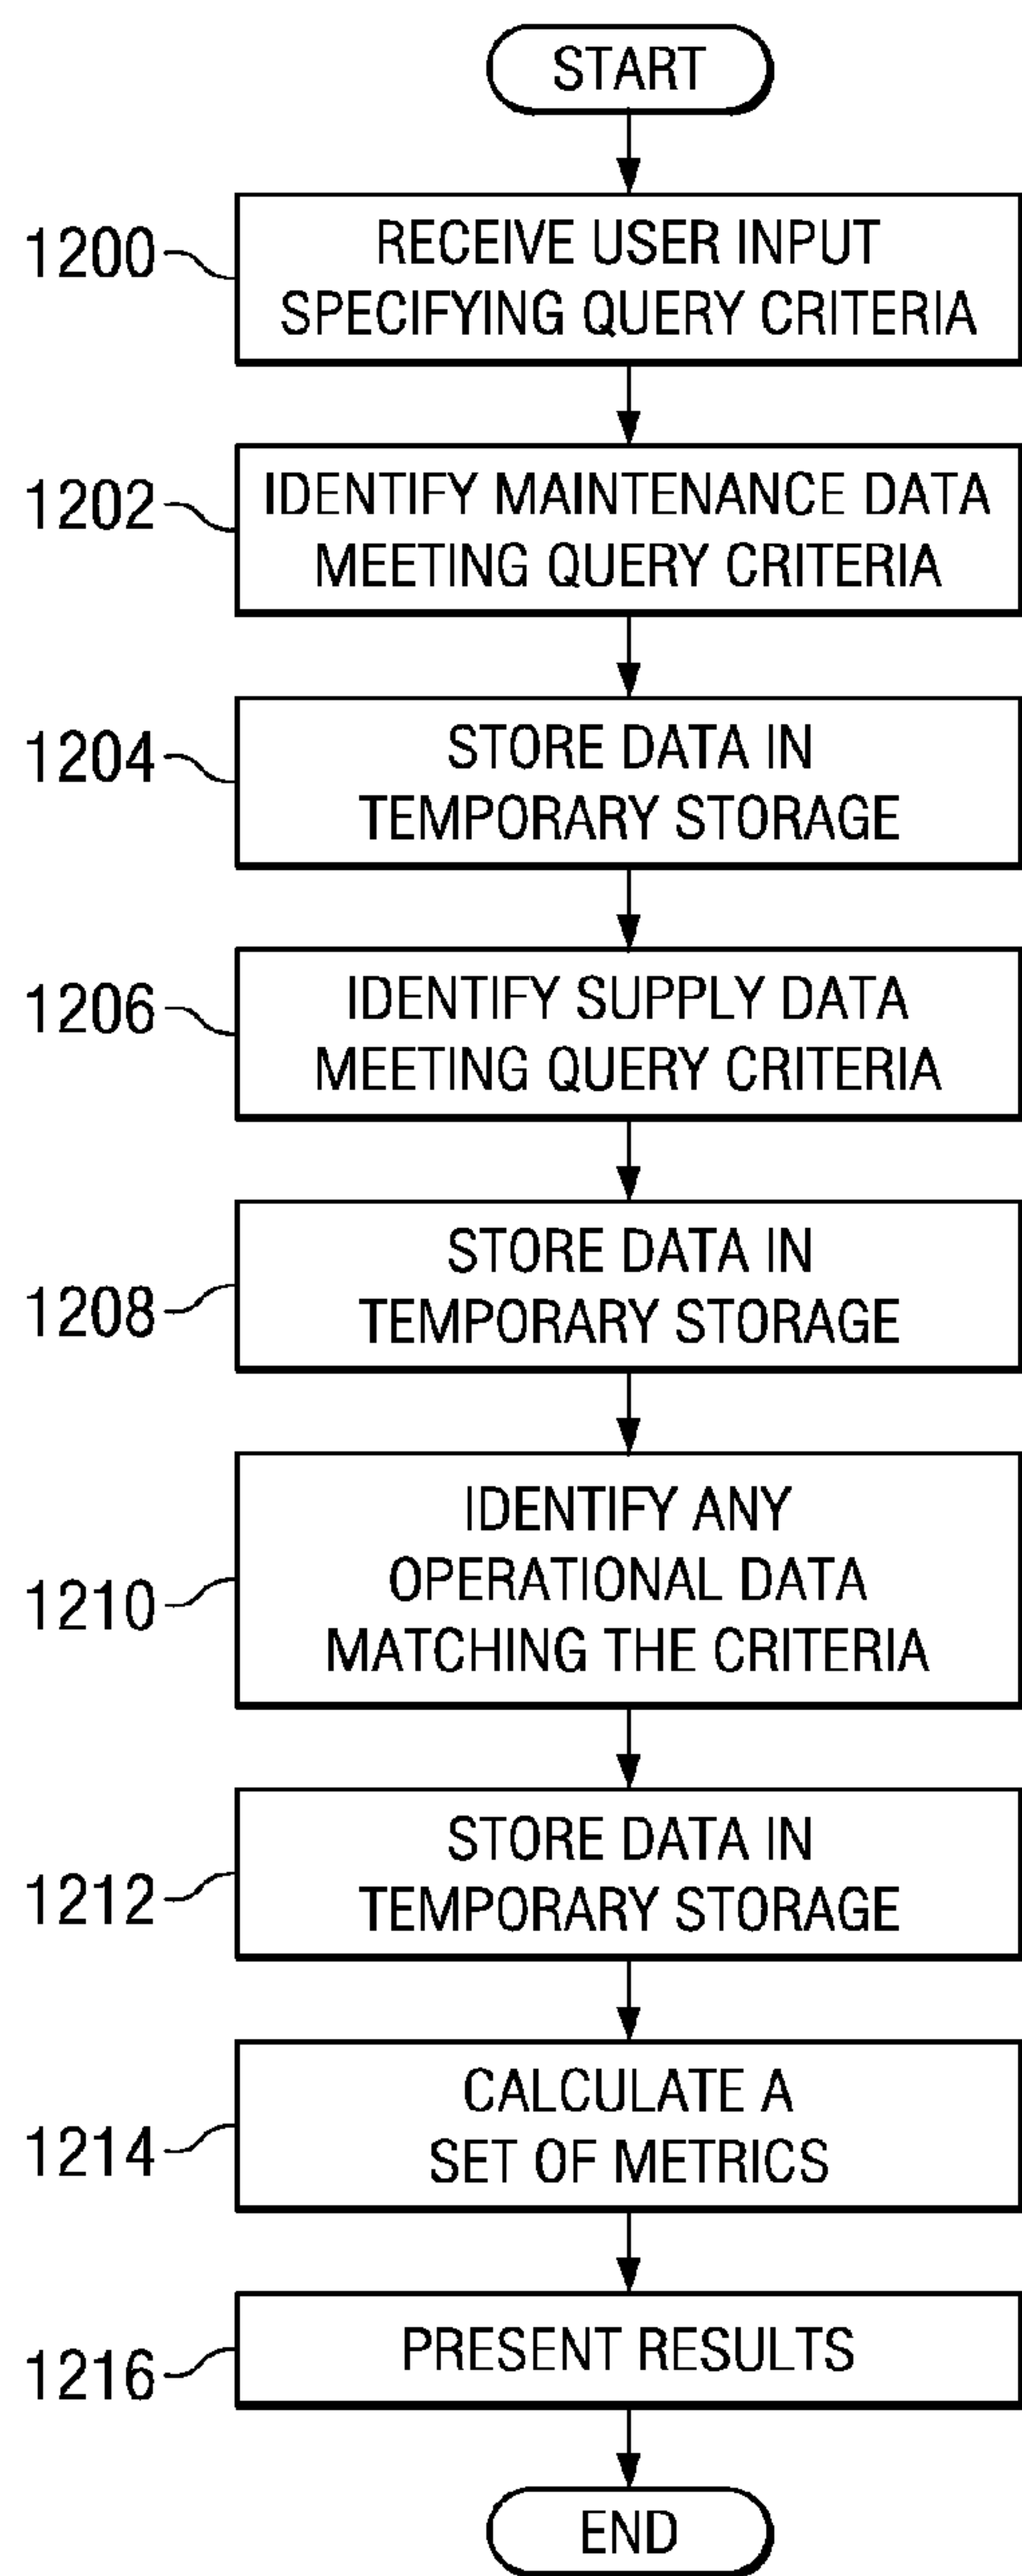 START
1200
RECEIVE USER INPUT
SPECIFYING QUERY CRITERIA
1202
IDENTIFY MAINTENANCE DATA
MEETING QUERY CRITERIA
1204
STORE DATA IN
TEMPORARY STORAGE
1206
IDENTIFY SUPPLY DATA
MEETING QUERY CRITERIA
1208
STORE DATA IN
TEMPORARY STORAGE
1210
IDENTIFY ANY
OPERATIONAL DATA
MATCHING THE CRITERIA
1212
STORE DATA IN
TEMPORARY STORAGE
1214
CALCULATE A
SET OF METRICS
1216
PRESENT RESULTS
END